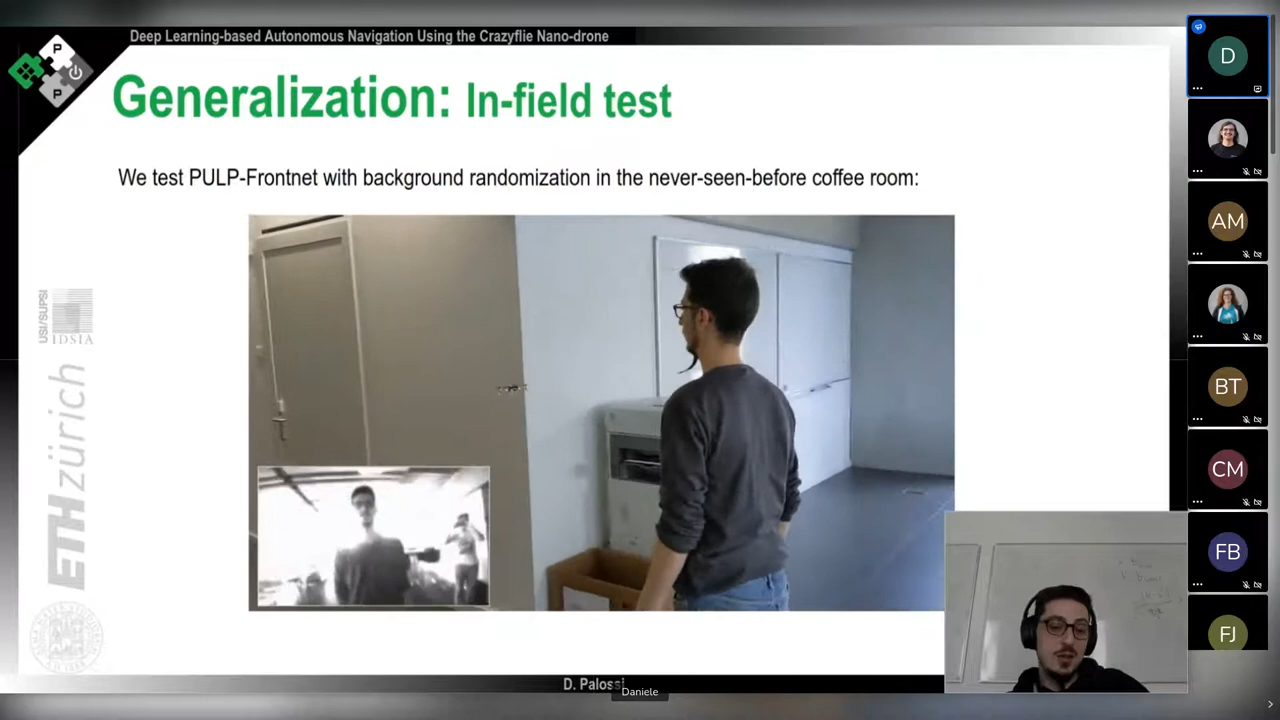 Deep Learning-based Autonomous Navigation Using the Crazyflie Nano-drone
P
P
Generalization: In-field test
We test PULP-Frontnet with background randomization in the never-seen-before coffee room:
USI/SUPSI
IDSIA
ETH zürich
D. Palossi
Daniele
D
AM
BT
CM
FB
FJ